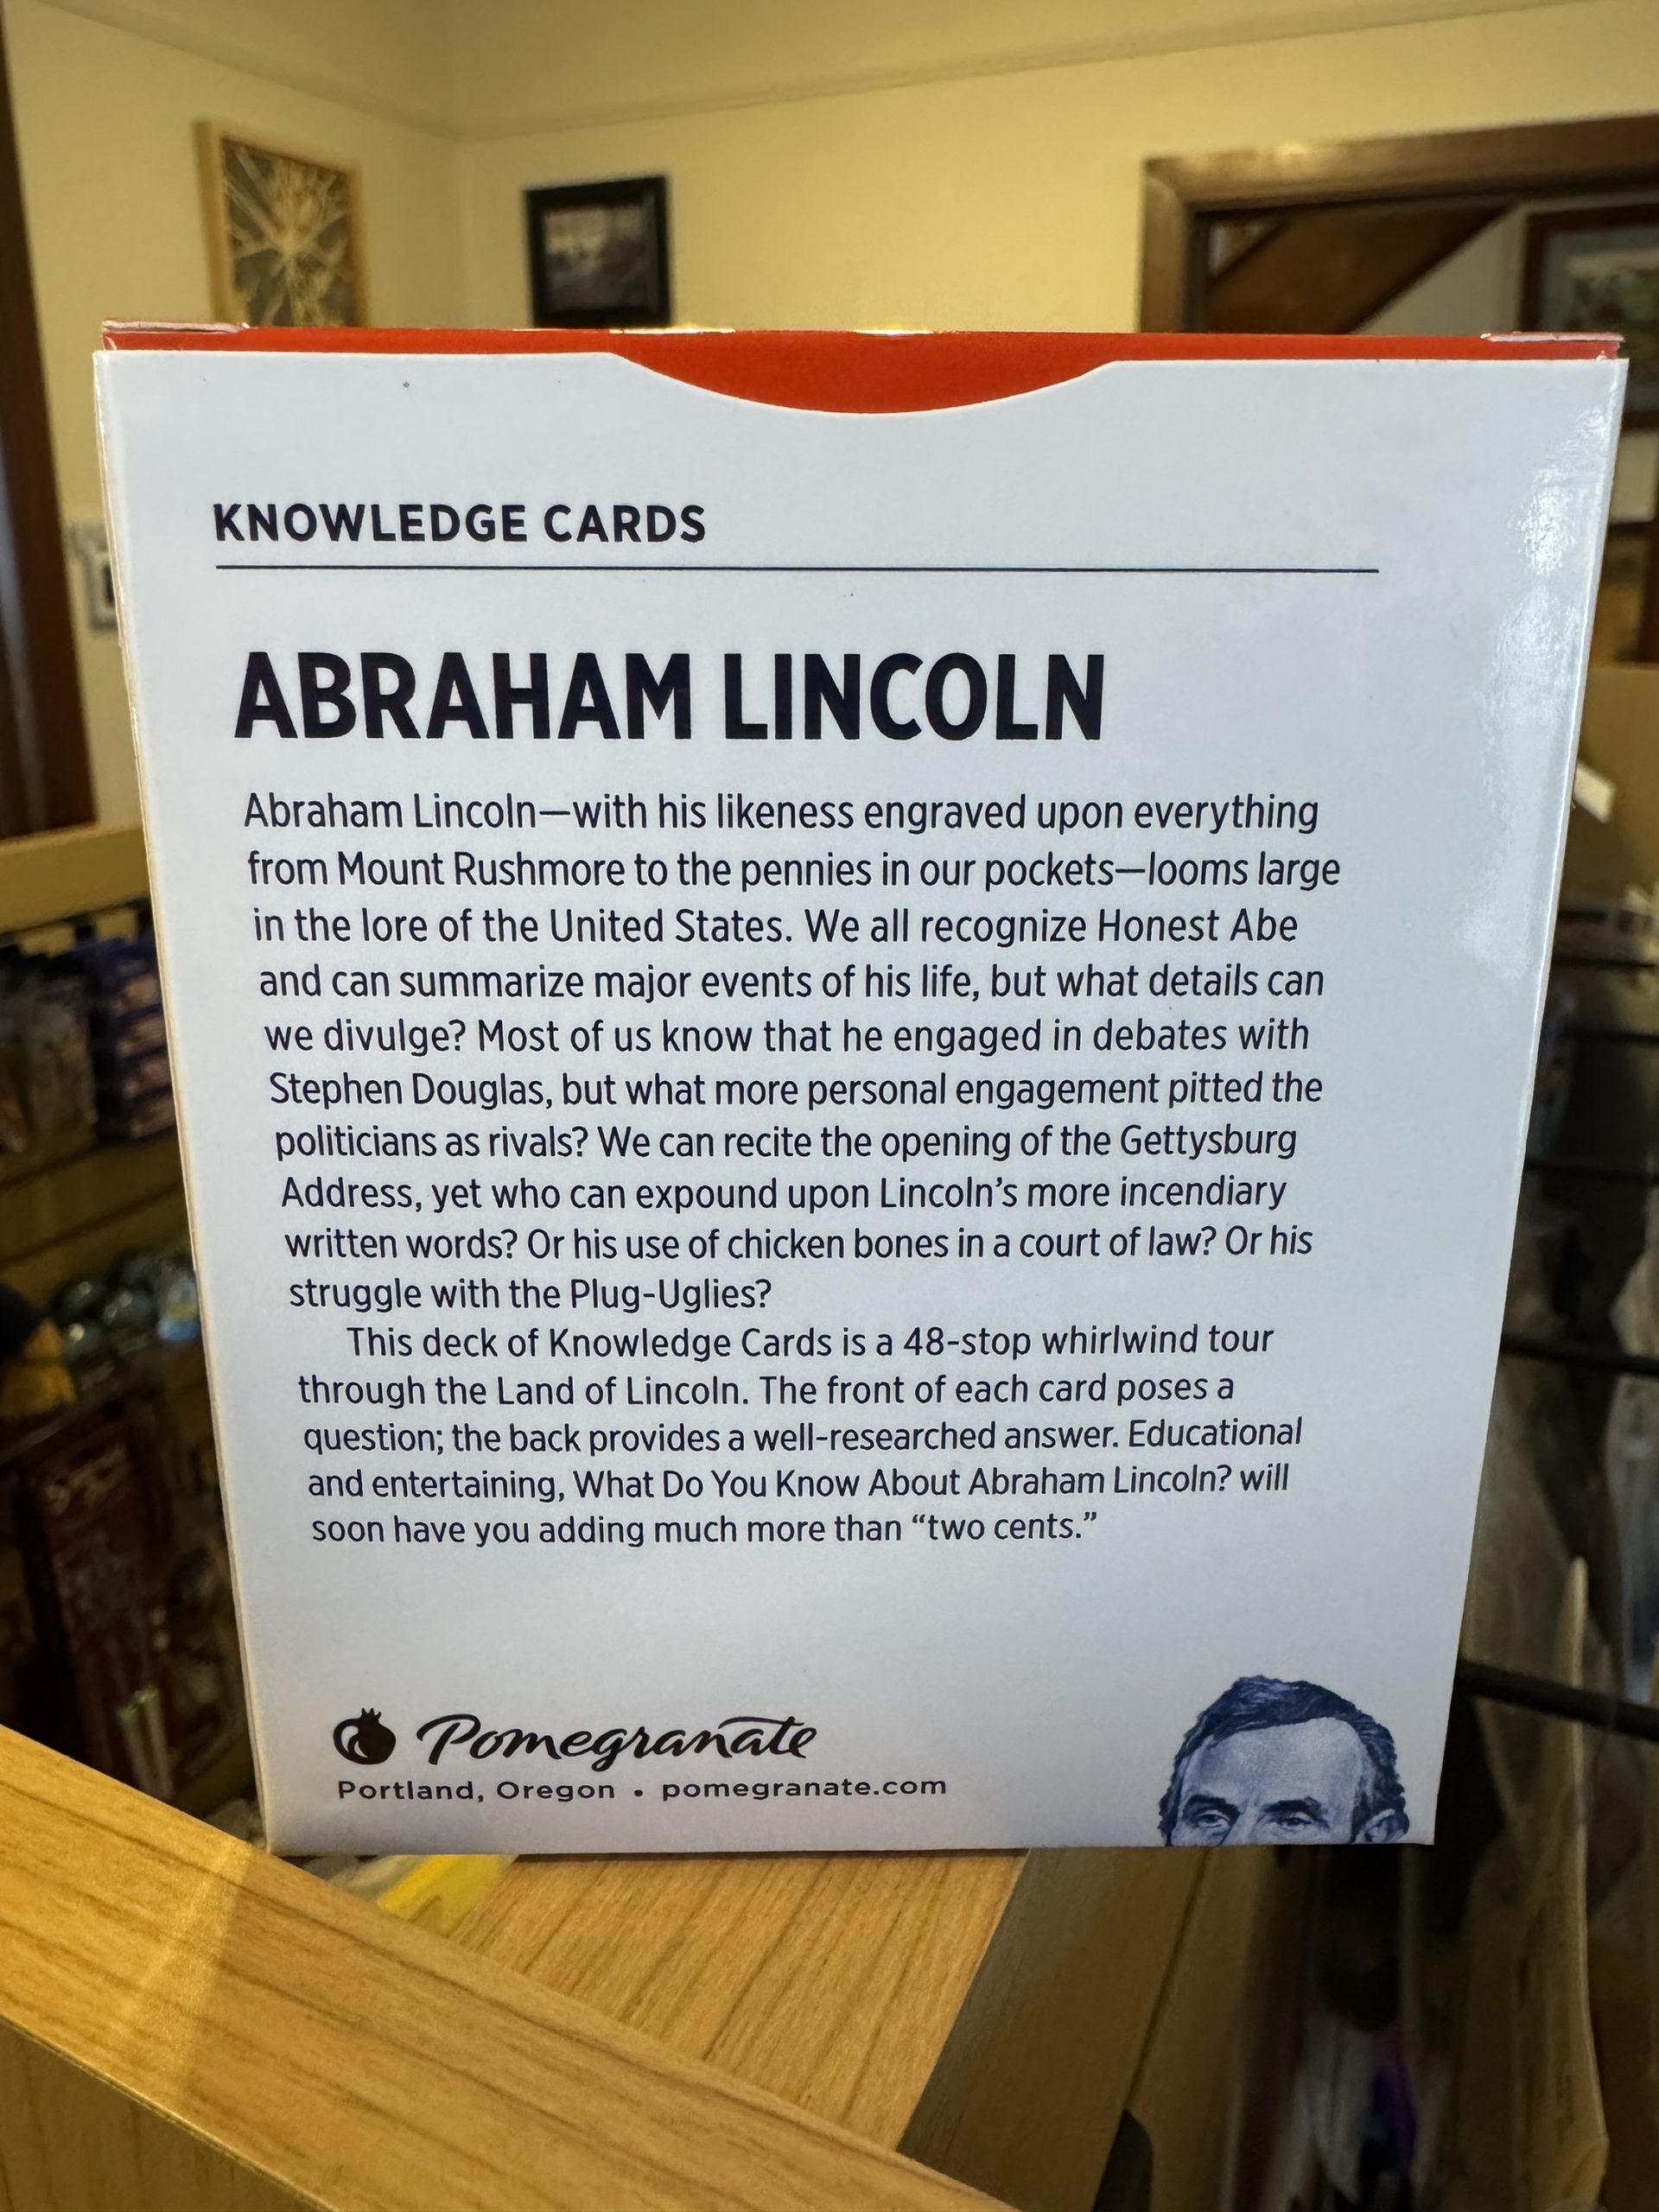 KNOWLEDGE CARDS
ABRAHAM LINCOLN
Abraham Lincoln—with his likeness engraved upon everything
from Mount Rushmore to the pennies in our pockets—looms large
in the lore of the United States. We all recognize Honest Abe
and can summarize major events of his life, but what details can
we divulge? Most of us know that he engaged in debates with
Stephen Douglas, but what more personal engagement pitted the
politicians as rivals? We can recite the opening of the Gettysburg
Address, yet who can expound upon Lincoln’s more incendiary
written words? Or his use of chicken bones in a court of law? Or his
struggle with the Plug-Uglies?
This deck of Knowledge Cards is a 48-stop whirlwind tour
through the Land of Lincoln. The front of each card poses a
question; the back provides a well-researched answer. Educational
and entertaining, What Do You Know About Abraham Lincoln? will
soon have you adding much more than “two cents.”
Pomegranate
Portland, Oregon • pomegranate.com